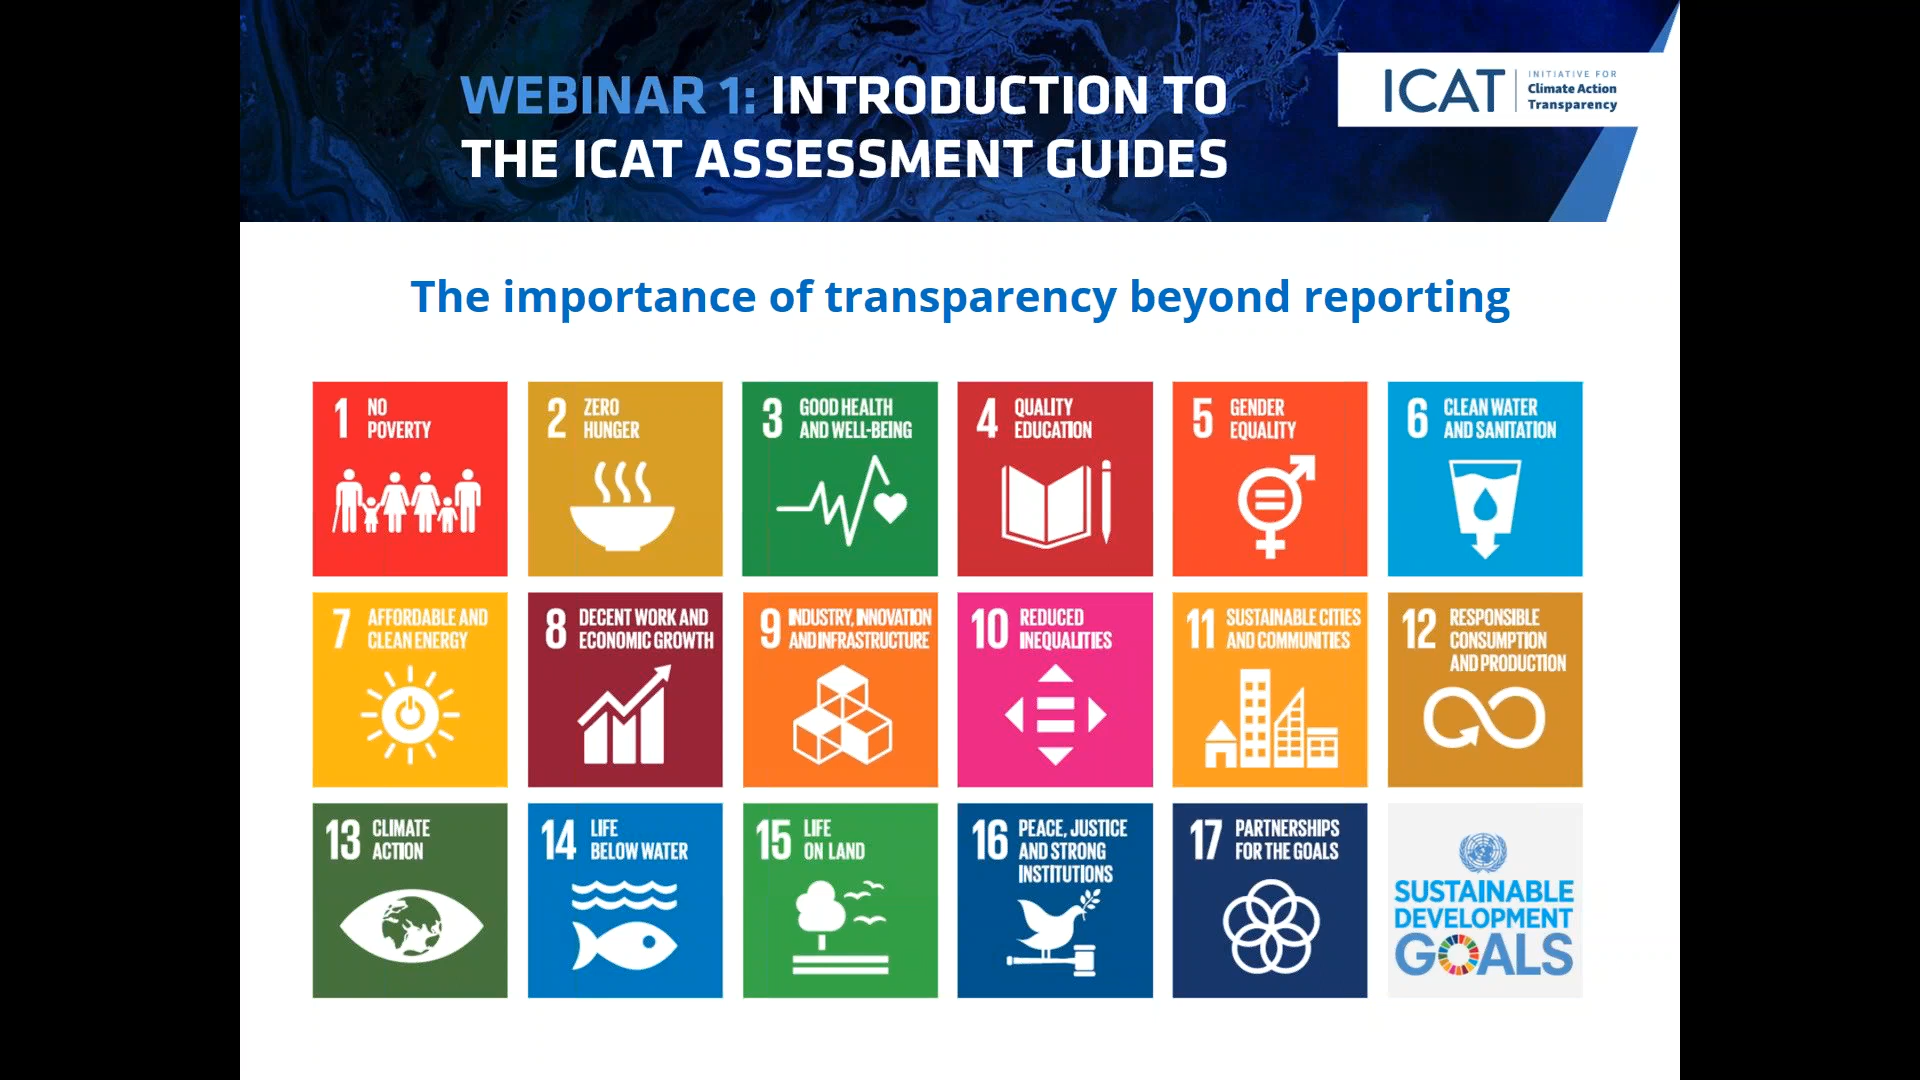 WEBINAR 1: INTRODUCTION TO
THE ICAT ASSESSMENT GUIDES
ICAT
INITIATIVE FOR
Climate Action
Transparency
The importance of transparency beyond reporting
1 NO
POVERTY
2 ZERO
HUNGER
3 GOOD HEALTH
AND WELL-BEING
4 QUALITY
EDUCATION
5 GENDER
EQUALITY
6 CLEAN WATER
AND SANITATION
7 AFFORDABLE AND
CLEAN ENERGY
8 DECENT WORK AND
ECONOMIC GROWTH
9 INDUSTRY, INNOVATION
AND INFRASTRUCTURE
10 REDUCED
INEQUALITIES
11 SUSTAINABLE CITIES
AND COMMUNITIES
12 RESPONSIBLE
CONSUMPTION
AND PRODUCTION
13 CLIMATE
ACTION
14 LIFE
BELOW WATER
15 LIFE
ON LAND
16 PEACE, JUSTICE
AND STRONG
INSTITUTIONS
17 PARTNERSHIPS
FOR THE GOALS
SUSTAINABLE
DEVELOPMENT
GOALS